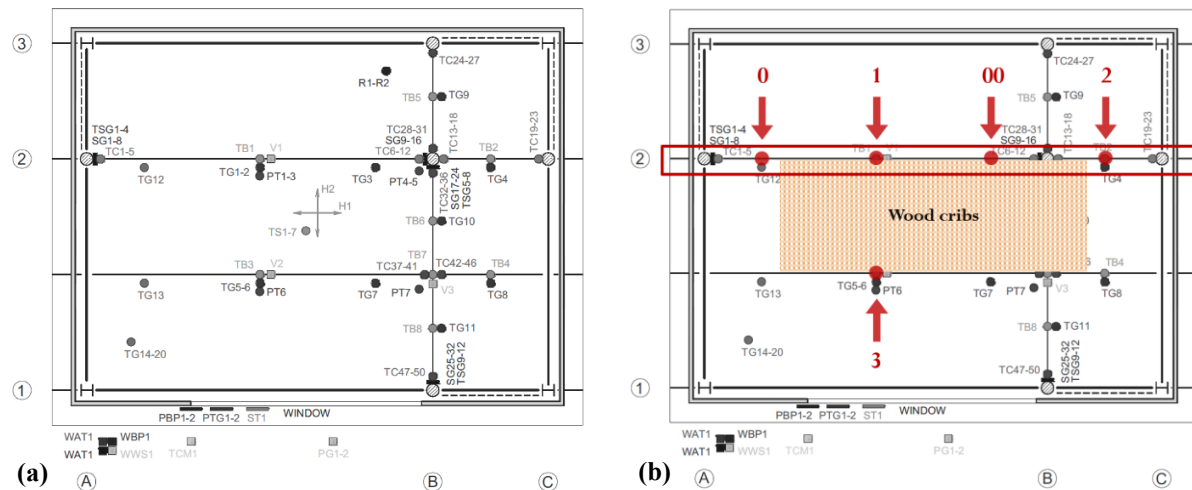 (a)
3
TC24-27
R1-R2
TB5
TG9
TSG1-4
SG1-8
TC28-31
SG9-16
TC13-18
TC19-23
2
TC1-5
TB1
V1
TC6-12
TB2
TG12
TG1-2
PT1-3
TG3
PT4-5
TC32-36
SG17-24
TSG5-8
TG4
H2
H1
TS1-7
TB6
TG10
TB7
TB3
V2
TC37-41
TC42-46
TB4
TG13
TG5-6
PT6
TG7
PT7
V3
TG8
TG14-20
TB8
TG11
TC47-50
SG25-32
TSG9-12
1
WINDOW
PBP1-2
PTG1-2
ST1
WAT1
WBP1
WAT1
WWS1
TCM1
PG1-2
A
B
C
(b)
3
0
1
00
2
TC24-27
TB5
TG9
TSG1-4
SG1-8
TC28-31
SG9-16
TC13-18
TC19-23
2
TC1-5
TB1
V1
TC6-12
TG12
TG4
Wood cribs
TB4
TG13
TG5-6
PT6
TG7
PT7
V3
TG8
3
TG14-20
TB8
TG11
TC47-50
SG25-32
TSG9-12
1
WINDOW
PBP1-2
PTG1-2
ST1
WAT1
WBP1
WAT1
WWS1
TCM1
PG1-2
A
B
C